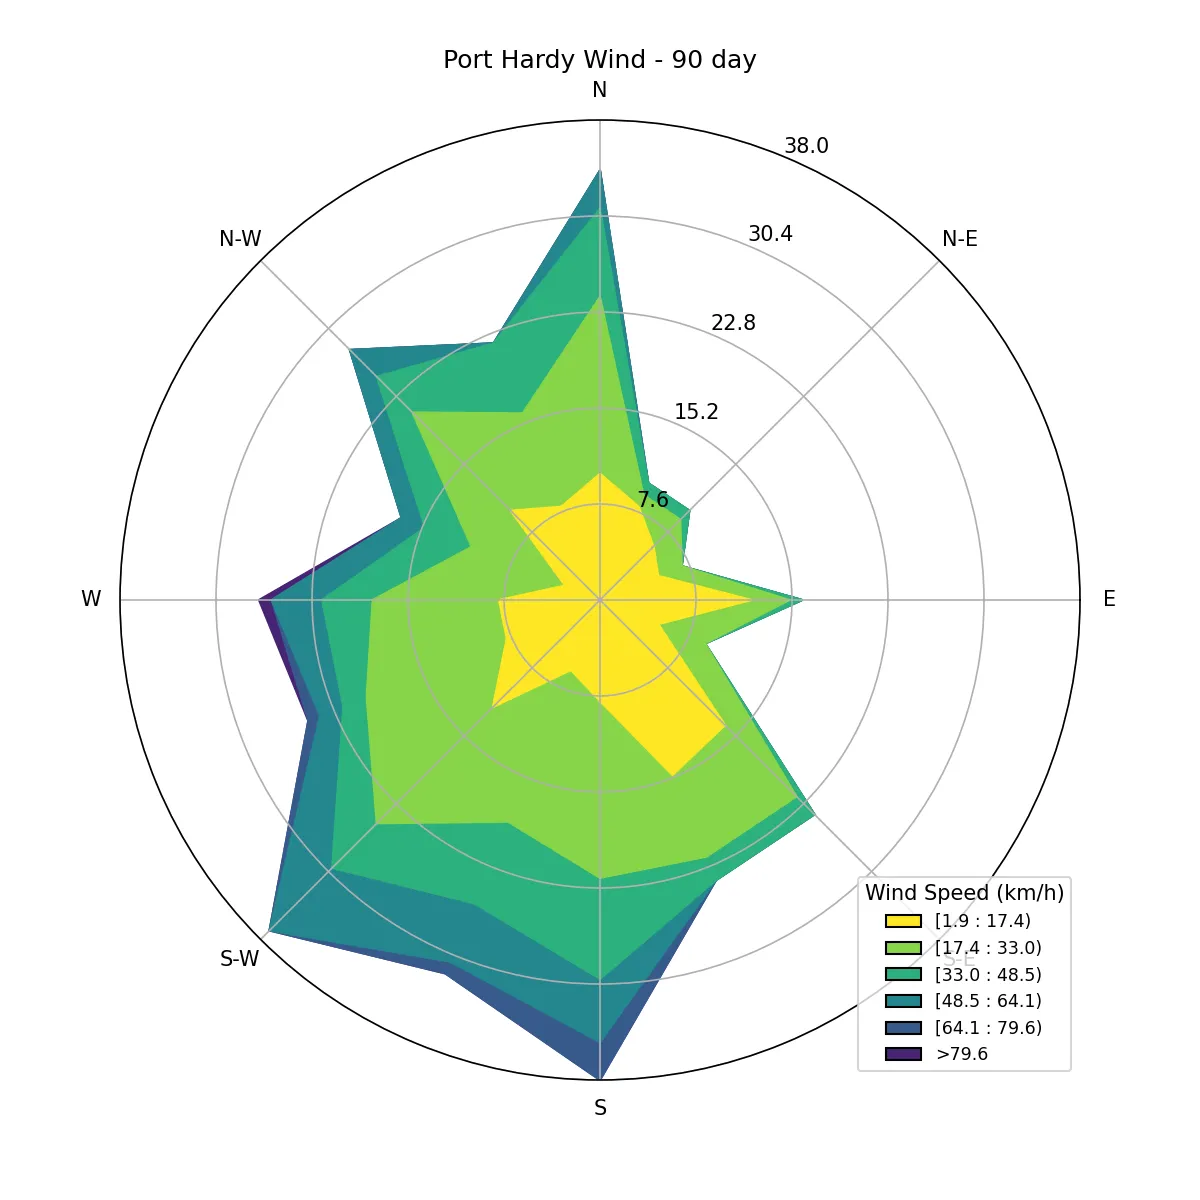 Port Hardy Wind - 90 day
N
38.0
N-W
N-E
30.4
22.8
15.2
7.6
W
E
S-W
S-E
S
Wind Speed (km/h)
[1.9 : 17.4)
[17.4 : 33.0)
[33.0 : 48.5)
[48.5 : 64.1)
[64.1 : 79.6)
>79.6